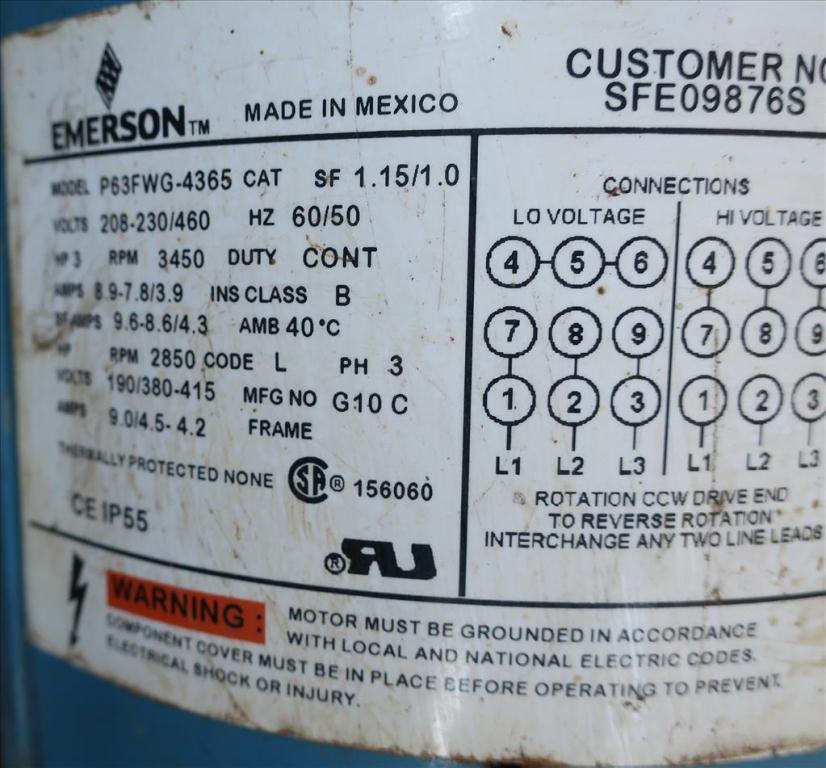 EMERSON™ MADE IN MEXICO
CUSTOMER NO
SFE09876S
MODEL P63FWG-4365 CAT SF 1.15/1.0
VOLTS 208-230/460 HZ 60/50
HP 3 RPM 3450 DUTY CONT
AMPS 8.9-7.8/3.9 INS CLASS B
SF AMPS 9.6-8.6/4.3 AMB 40°C
HP RPM 2850 CODE L PH 3
VOLTS 190/380-415 MFG NO G10 C
AMPS 9.0/4.5-4.2 FRAME
THERMALLY PROTECTED NONE SA® 156060
CE IP55
®RU
CONNECTIONS
LO VOLTAGE HI VOLTAGE
4 5 6 4 5 6
7 8 9 7 8 9
1 2 3 1 2 3
L1 L2 L3 L1 L2 L3
ROTATION CCW DRIVE END
TO REVERSE ROTATION
INTERCHANGE ANY TWO LINE LEADS
WARNING: MOTOR MUST BE GROUNDED IN ACCORDANCE
WITH LOCAL AND NATIONAL ELECTRIC CODES.
COMPONENT COVER MUST BE IN PLACE BEFORE OPERATING TO PREVENT
ELECTRICAL SHOCK OR INJURY.